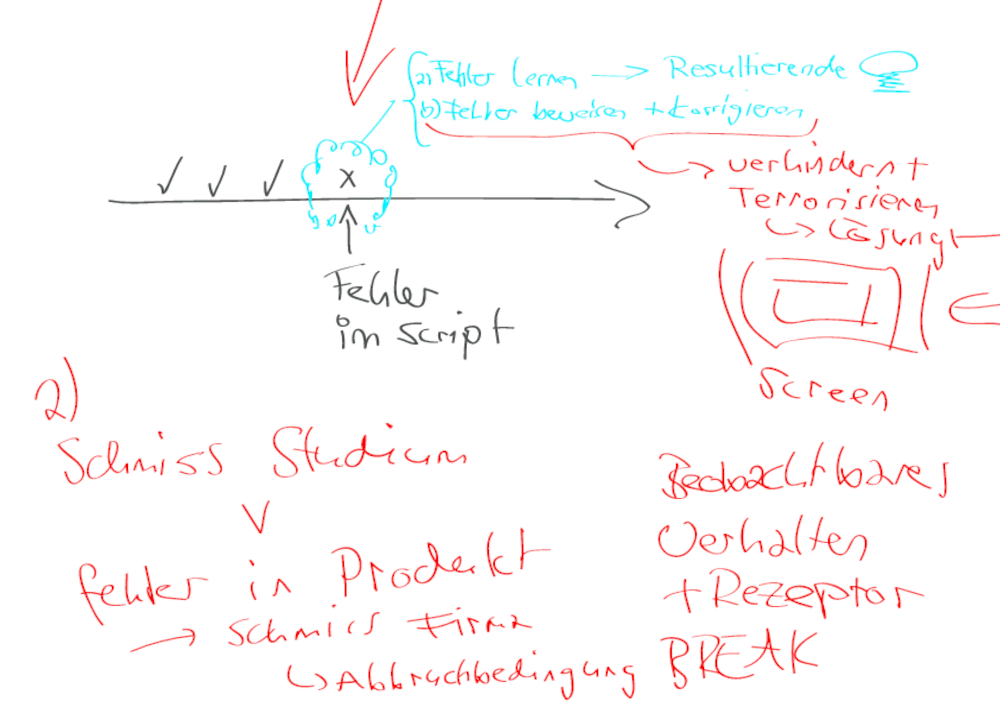 a) Fehler lernen → Resultierende
b) Fehler beweisen + korrigieren
→ verhindern +
Terrorisieren
↳ Lösung
✓ ✓ ✓ x
Fehler
im Script
Screen
2)
Schmiss Studium
v
fehler in Produkt
→ Schmiss Firma
↳ Abbruchbedingung
Beobachtbares
Verhalten
+ Rezeptor
BREAK